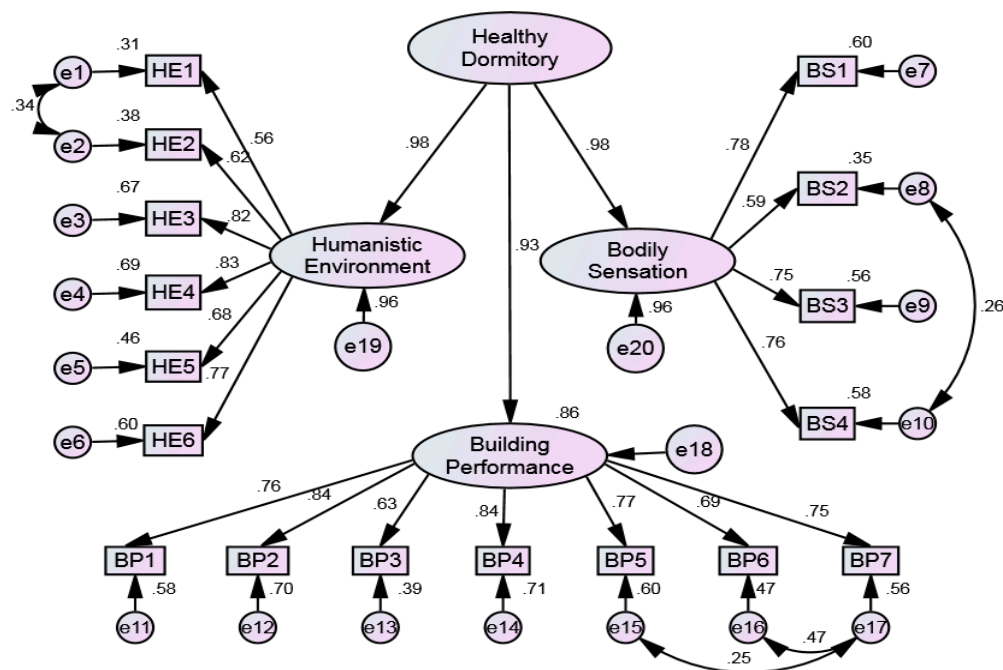 Healthy
Dormitory
.31
e1
HE1
.60
BS1
e7
.34
.38
e2
HE2
.56
.62
.98
.98
.78
.35
BS2
e8
.59
.67
e3
HE3
.82
Humanistic
Environment
.93
Bodily
Sensation
.69
e4
HE4
.83
.75
.56
BS3
e9
.26
.68
.96
e19
.96
e20
.76
.46
e5
HE5
.77
.58
BS4
e10
.60
e6
HE6
.86
Building
Performance
e18
.76
.84
.63
.84
.77
.69
.75
BP1
BP2
BP3
BP4
BP5
BP6
BP7
.58
.70
.39
.71
.60
.47
.56
e11
e12
e13
e14
e15
e16
e17
.47
.25